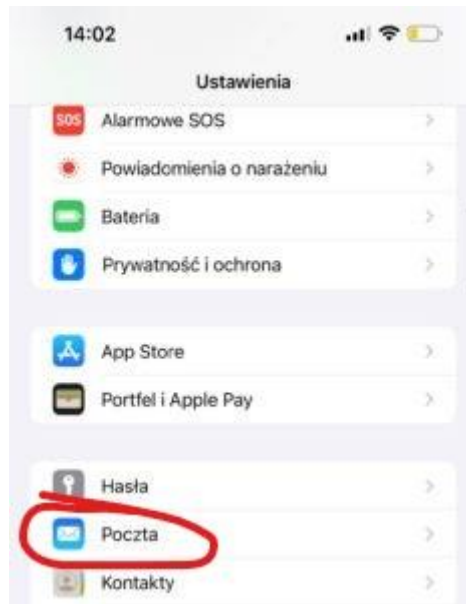 14:02
Ustawienia
SOS Alarmowe SOS
Powiadomienia o narażeniu
Bateria
Prywatność i ochrona
App Store
Portfel i Apple Pay
Hasła
Poczta
Kontakty